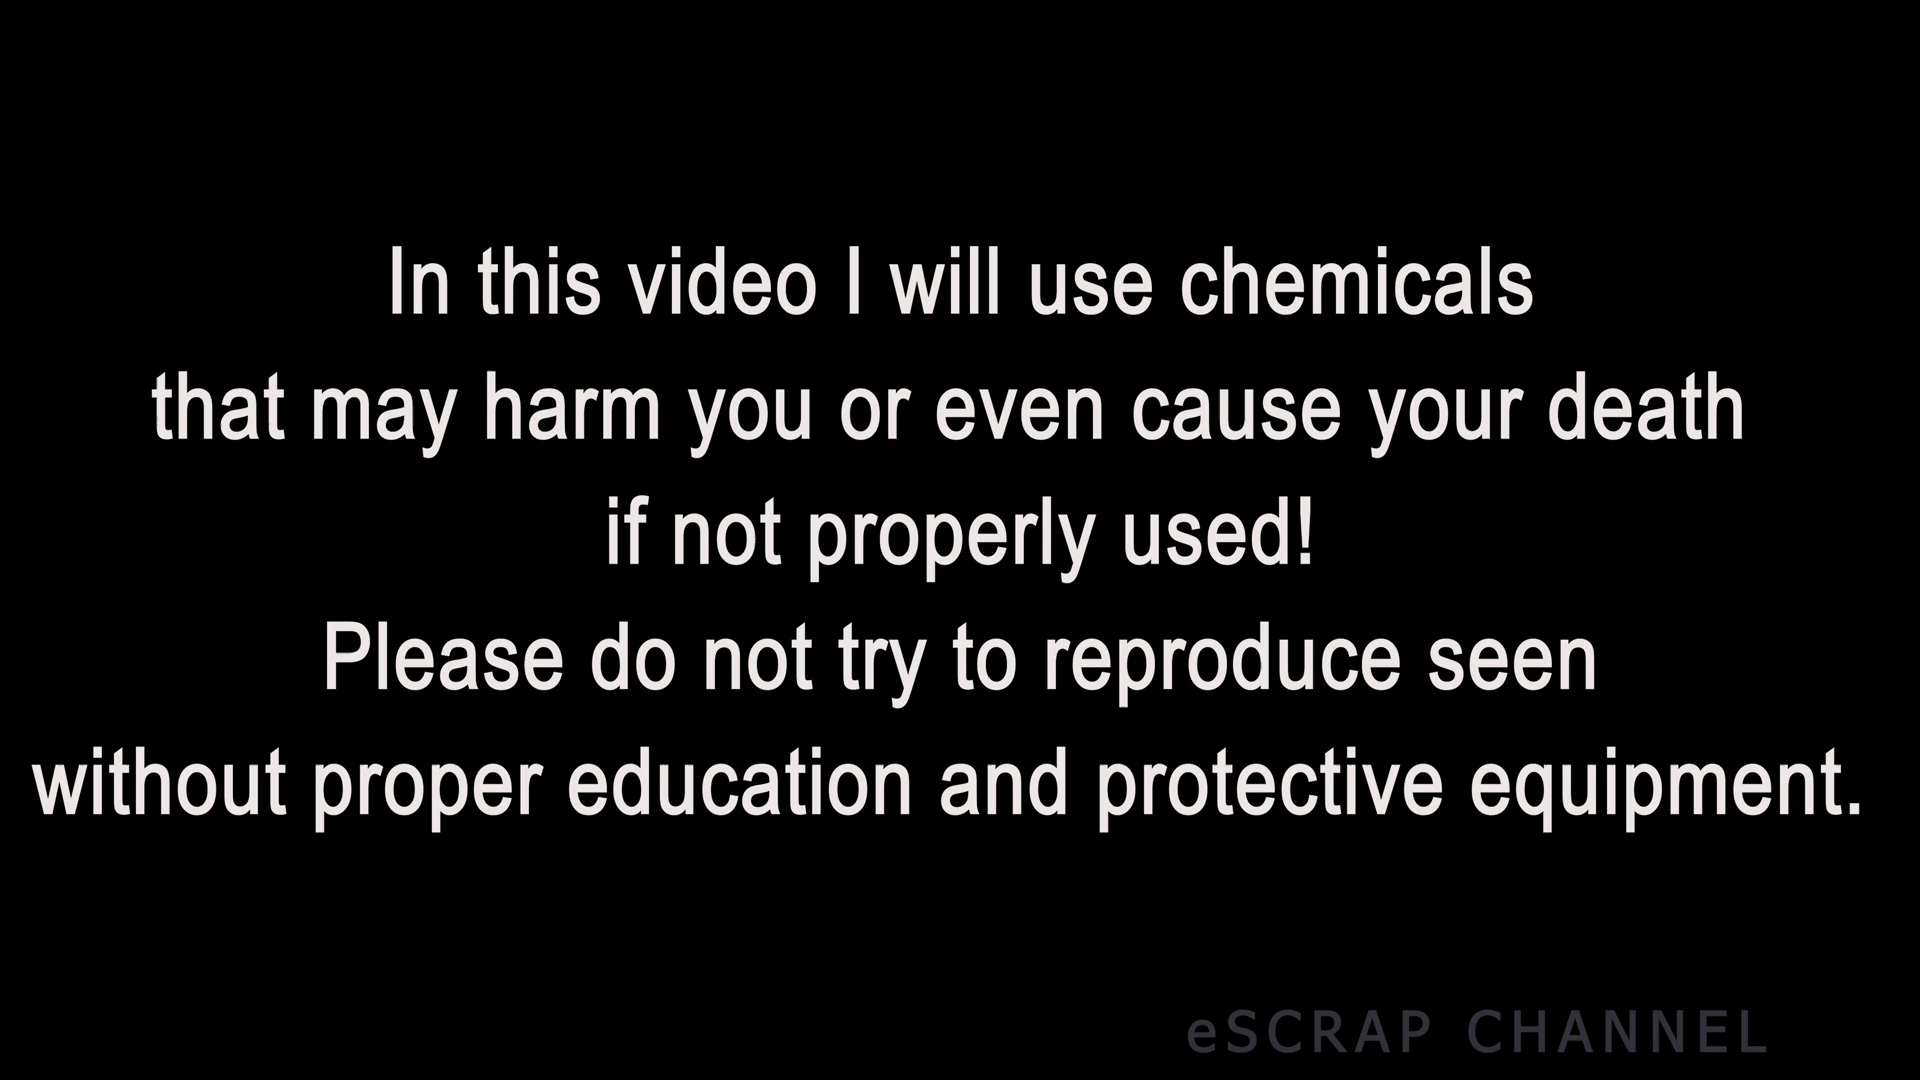 In this video I will use chemicals
that may harm you or even cause your death
if not properly used!
Please do not try to reproduce seen
without proper education and protective equipment.
eSCRAP CHANNEL